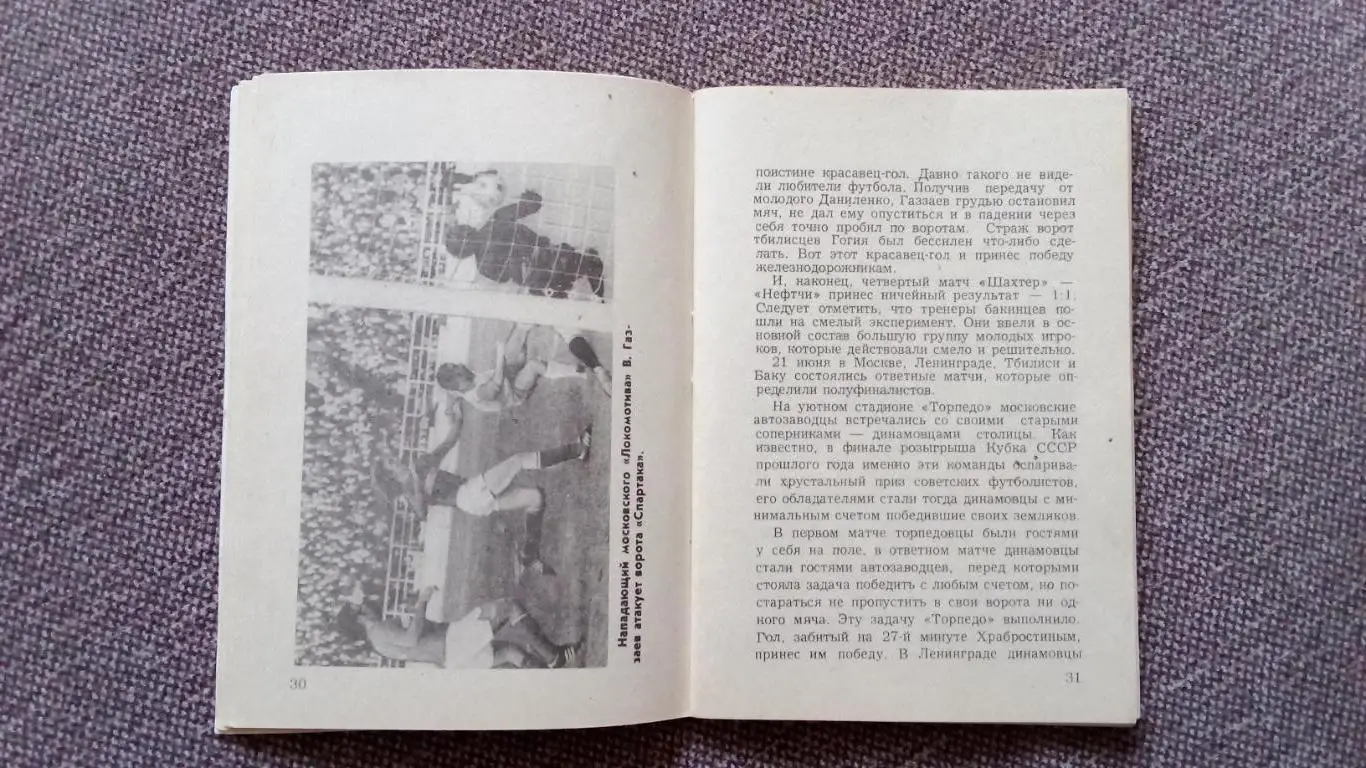 Нападающий московского «Локомотива» В. Газ-
заев атакует ворота «Спартака».
30
поистине красавец-гол. Давно такого не виде-
ли любители футбола. Получив передачу от
молодого Даниленко, Газзаев грудью остановил
мяч, не дал ему опуститься и в падении через
себя точно пробил по воротам. Страж ворот
тбилисцев Гогия был бессилен что-либо сде-
лать. Вот этот красавец-гол и принес победу
железнодорожникам.
И, наконец, четвертый матч «Шахтер» —
«Нефтчи» принес ничейный результат — 1:1.
Следует отметить, что тренеры бакинцев по-
шли на смелый эксперимент. Они ввели в ос-
новной состав большую группу молодых игро-
ков, которые действовали смело и решительно.
21 июня в Москве, Ленинграде, Тбилиси и
Баку состоялись ответные матчи, которые оп-
ределили полуфиналистов.
На уютном стадионе «Торпедо» московские
автозаводцы встречались со своими старыми
соперниками — динамовцами столицы. Как
известно, в финале розыгрыша Кубка СССР
прошлого года именно эти команды оспарива-
ли хрустальный приз советских футболистов,
его обладателями стали тогда динамовцы с ми-
нимальным счетом победившие своих земляков.
В первом матче торпедовцы были гостями
у себя на поле, в ответном матче динамовцы
стали гостями автозаводцев, перед которыми
стояла задача победить с любым счетом, но по-
стараться не пропустить в свои ворота ни од-
ного мяча. Эту задачу «Торпедо» выполнило.
Гол, забитый на 27-й минуте Храбростиным,
принес им победу. В Ленинграде динамовцы
31